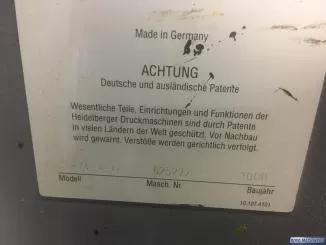 Made in Germany
ACHTUNG
Deutsche und ausländische Patente
Wesentliche Teile, Einrichtungen und Funktionen der
Heidelberger Druckmaschinen sind durch Patente
in vielen Ländern der Welt geschützt. Vor Nachbau
wird gewarnt. Verstöße werden gerichtlich verfolgt.
Modell Masch. Nr. Baujahr